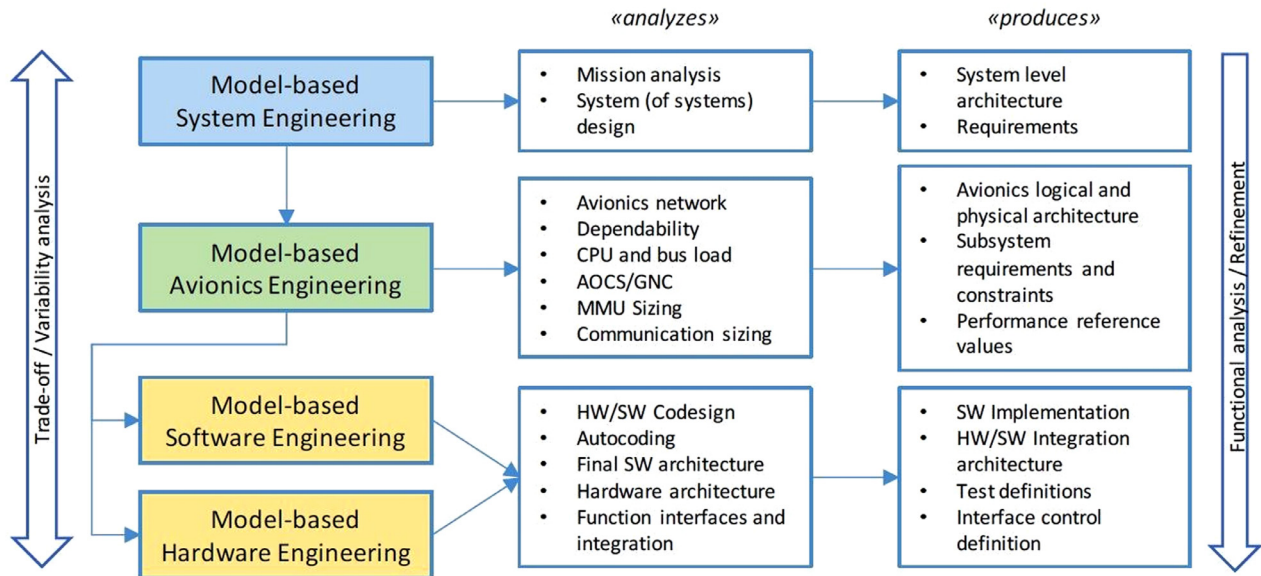 «analyzes»
«produces»
Trade-off / Variability analysis
Model-based
System Engineering
• Mission analysis
• System (of systems)
design
• System level
architecture
• Requirements
Model-based
Avionics Engineering
• Avionics network
• Dependability
• CPU and bus load
• AOCS/GNC
• MMU Sizing
• Communication sizing
• Avionics logical and
physical architecture
• Subsystem
requirements and
constraints
• Performance reference
values
Model-based
Software Engineering
Model-based
Hardware Engineering
• HW/SW Codesign
• Autocoding
• Final SW architecture
• Hardware architecture
• Function interfaces and
integration
• SW Implementation
• HW/SW Integration
architecture
• Test definitions
• Interface control
definition
Functional analysis / Refinement